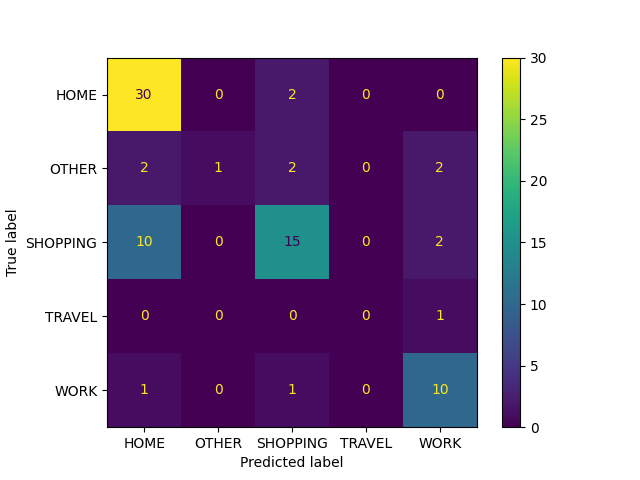 HOME 30 0 2 0 0
OTHER 2 1 2 0 2
SHOPPING 10 0 15 0 2
TRAVEL 0 0 0 0 1
WORK 1 0 1 0 10
HOME OTHER SHOPPING TRAVEL WORK
Predicted label
True label
30
25
20
15
10
5
0